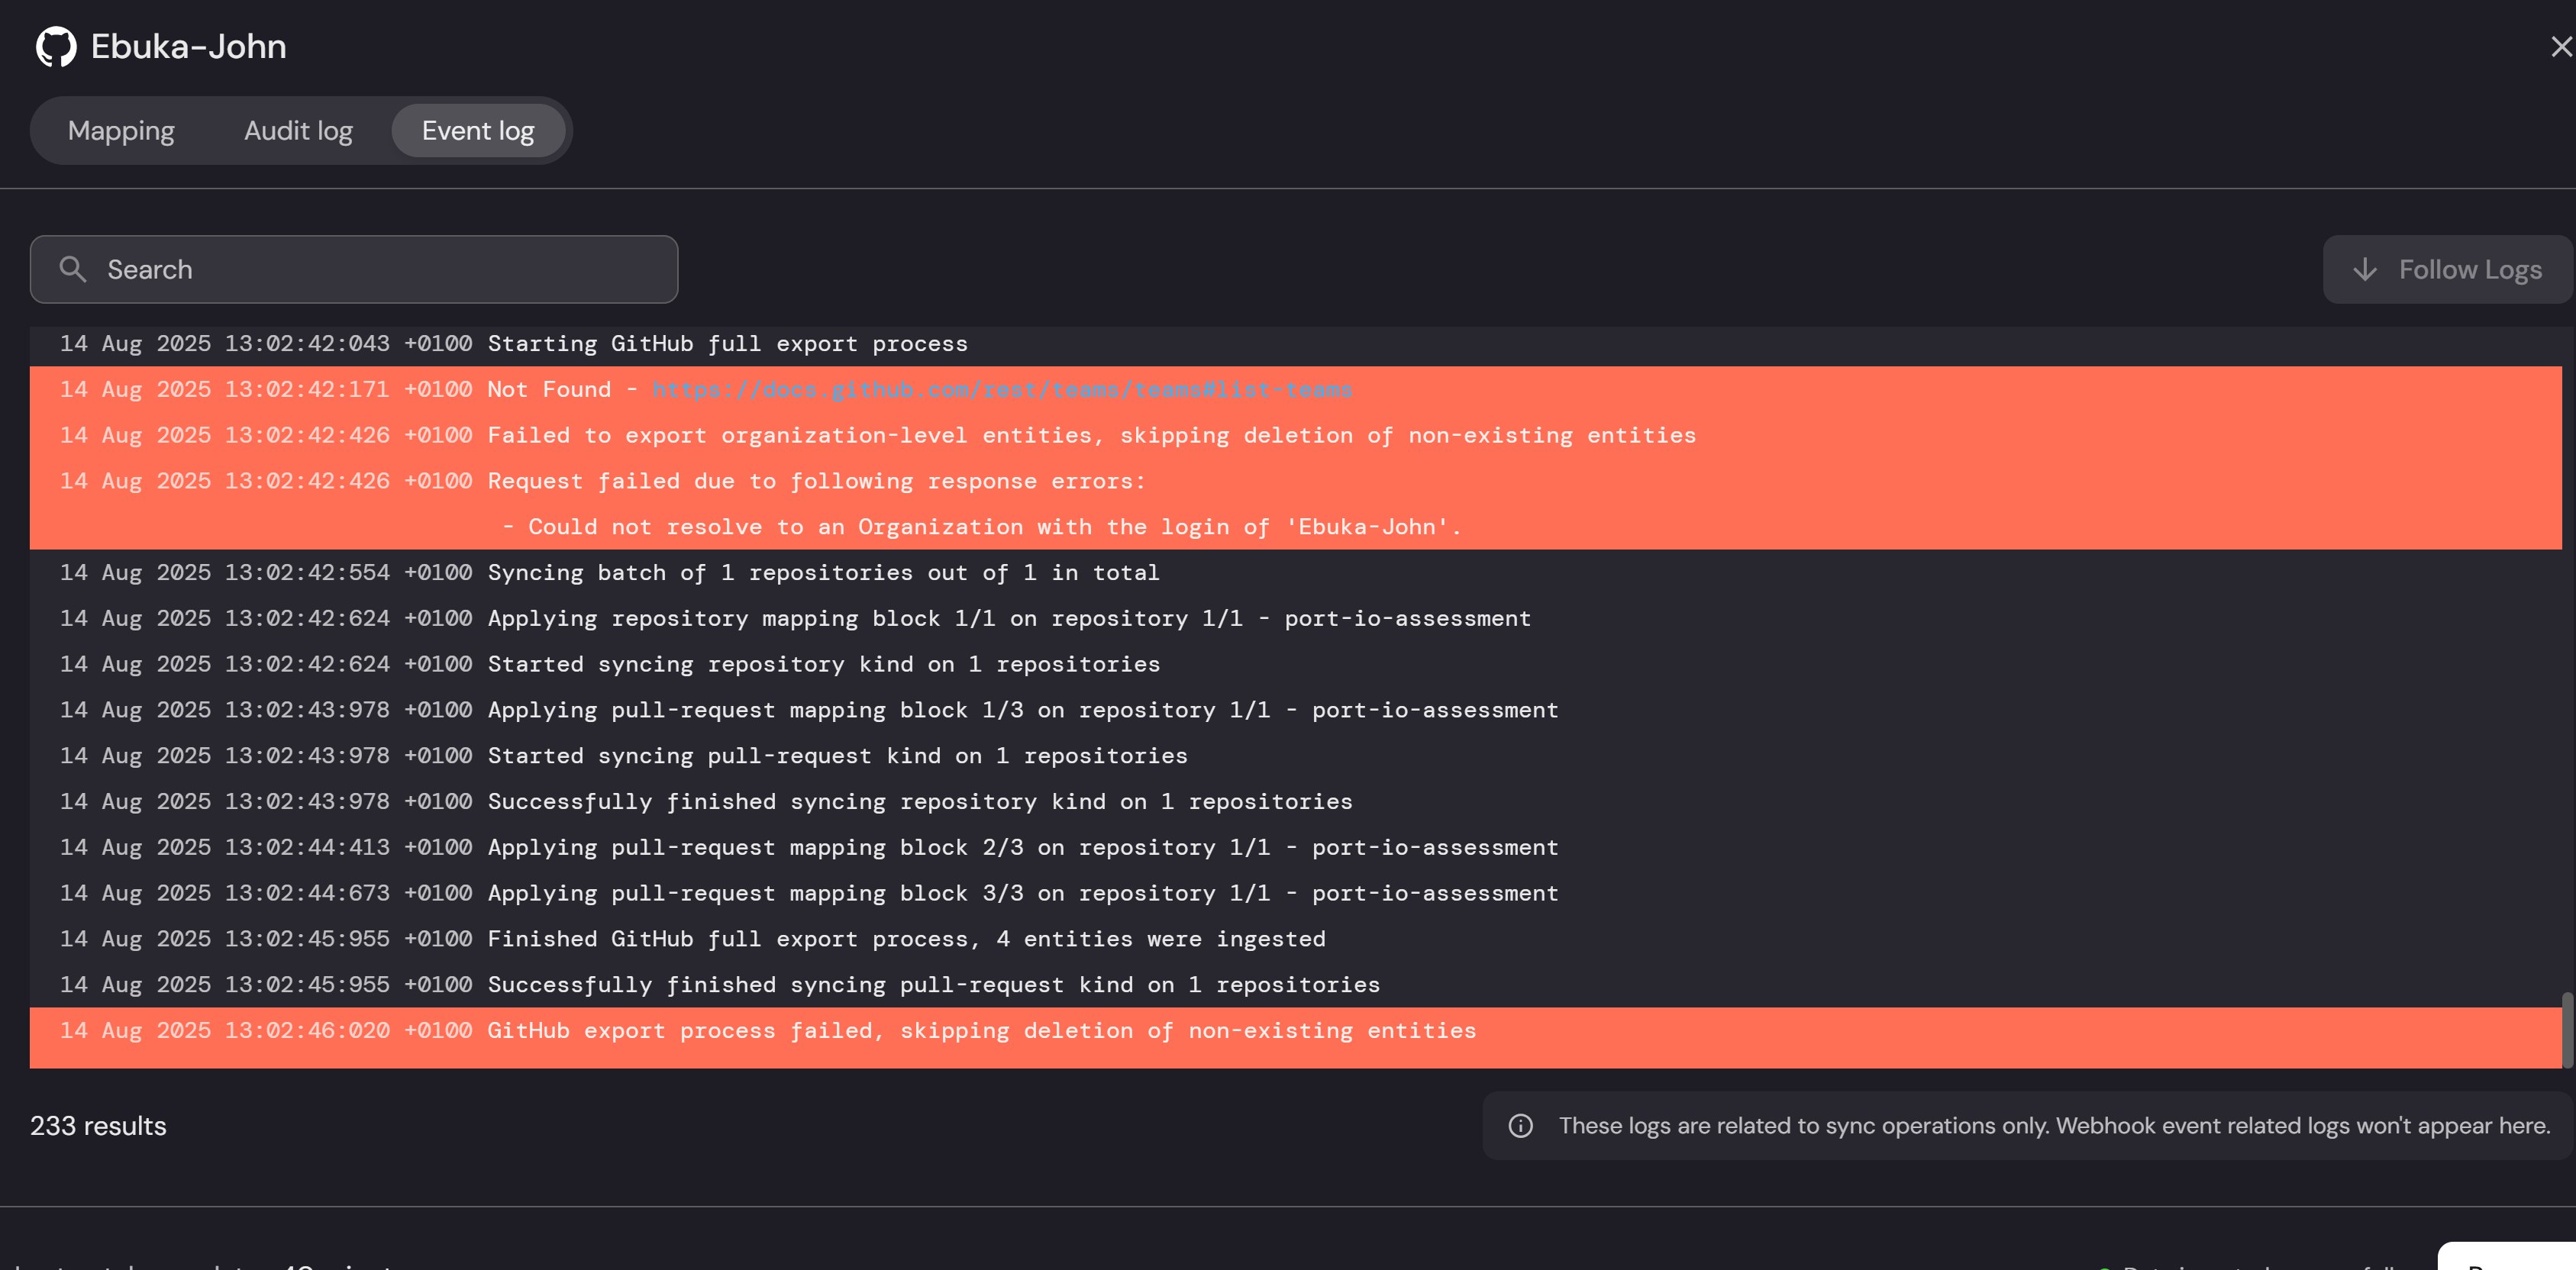 Ebuka-John
Mapping Audit log Event log
Search
Follow Logs
14 Aug 2025 13:02:42:043 +0100 Starting GitHub full export process
14 Aug 2025 13:02:42:171 +0100 Not Found - https://docs.github.com/rest/teams/teams#list-teams
14 Aug 2025 13:02:42:426 +0100 Failed to export organization-level entities, skipping deletion of non-existing entities
14 Aug 2025 13:02:42:426 +0100 Request failed due to following response errors:
- Could not resolve to an Organization with the login of 'Ebuka-John'.
14 Aug 2025 13:02:42:554 +0100 Syncing batch of 1 repositories out of 1 in total
14 Aug 2025 13:02:42:624 +0100 Applying repository mapping block 1/1 on repository 1/1 - port-io-assessment
14 Aug 2025 13:02:42:624 +0100 Started syncing repository kind on 1 repositories
14 Aug 2025 13:02:43:978 +0100 Applying pull-request mapping block 1/3 on repository 1/1 - port-io-assessment
14 Aug 2025 13:02:43:978 +0100 Started syncing pull-request kind on 1 repositories
14 Aug 2025 13:02:43:978 +0100 Successfully finished syncing repository kind on 1 repositories
14 Aug 2025 13:02:44:413 +0100 Applying pull-request mapping block 2/3 on repository 1/1 - port-io-assessment
14 Aug 2025 13:02:44:673 +0100 Applying pull-request mapping block 3/3 on repository 1/1 - port-io-assessment
14 Aug 2025 13:02:45:955 +0100 Finished GitHub full export process, 4 entities were ingested
14 Aug 2025 13:02:45:955 +0100 Successfully finished syncing pull-request kind on 1 repositories
14 Aug 2025 13:02:46:020 +0100 GitHub export process failed, skipping deletion of non-existing entities
233 results
These logs are related to sync operations only. Webhook event related logs won't appear here.